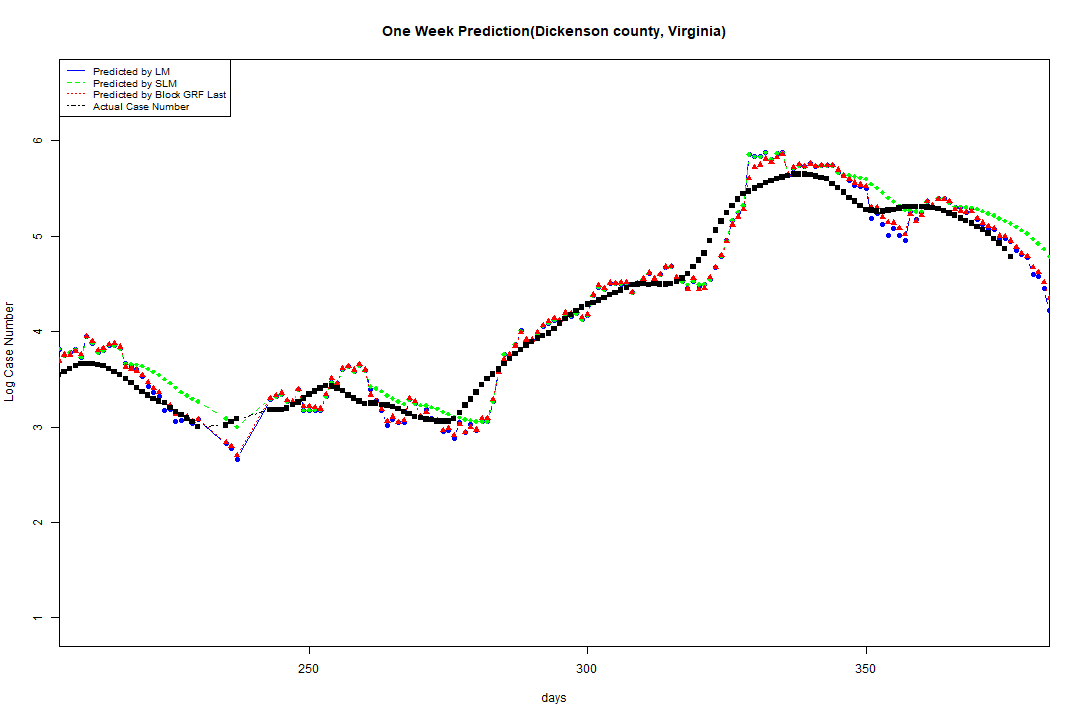 One Week Prediction(Dickenson county, Virginia)
Predicted by LM
Predicted by SLM
Predicted by Block GRF Last
Actual Case Number
6
5
4
3
2
1
Log Case Number
250
300
350
days